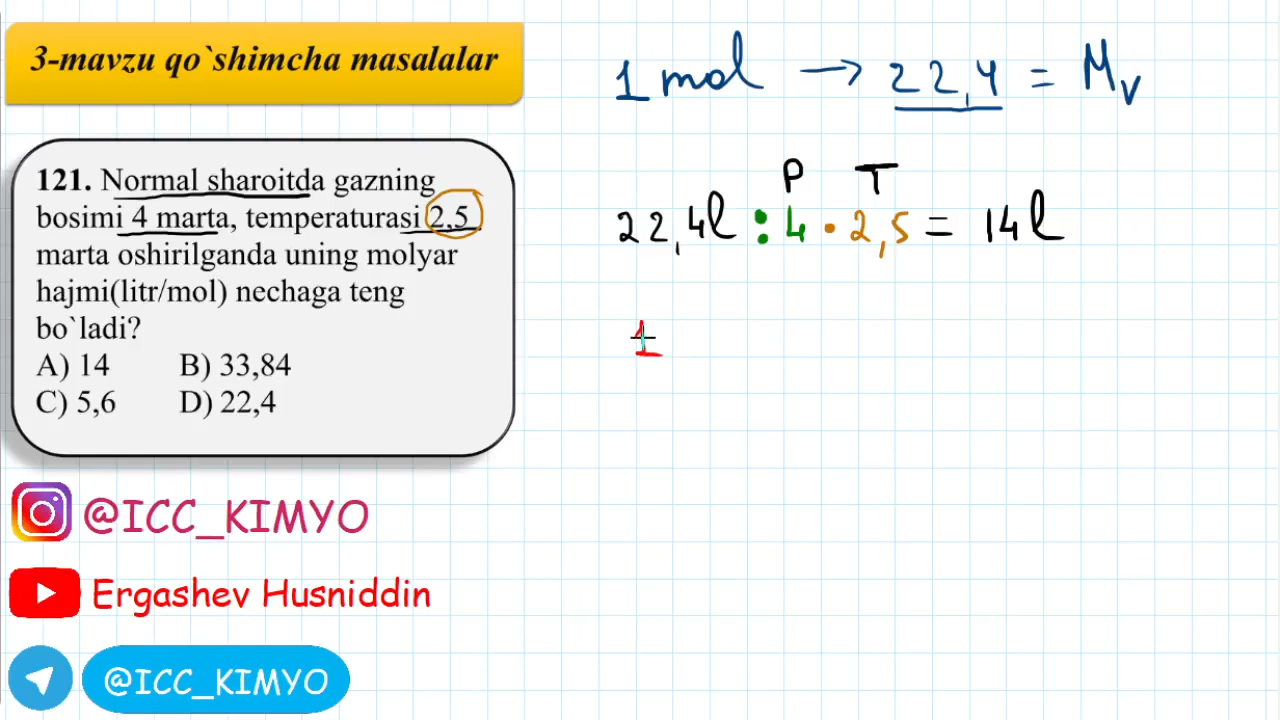 3-mavzu qo`shimcha masalalar
1 mol → 22,4 = Mv
121. Normal sharoitda gazning
bosimi 4 marta, temperaturasi 2,5
marta oshirilganda uning molyar
hajmi(litr/mol) nechaga teng
bo`ladi?
A) 14 B) 33,84
C) 5,6 D) 22,4
P T
22,4l : 4 · 2,5 = 14l
1
@ICC_KIMYO
Ergashev Husniddin
@ICC_KIMYO